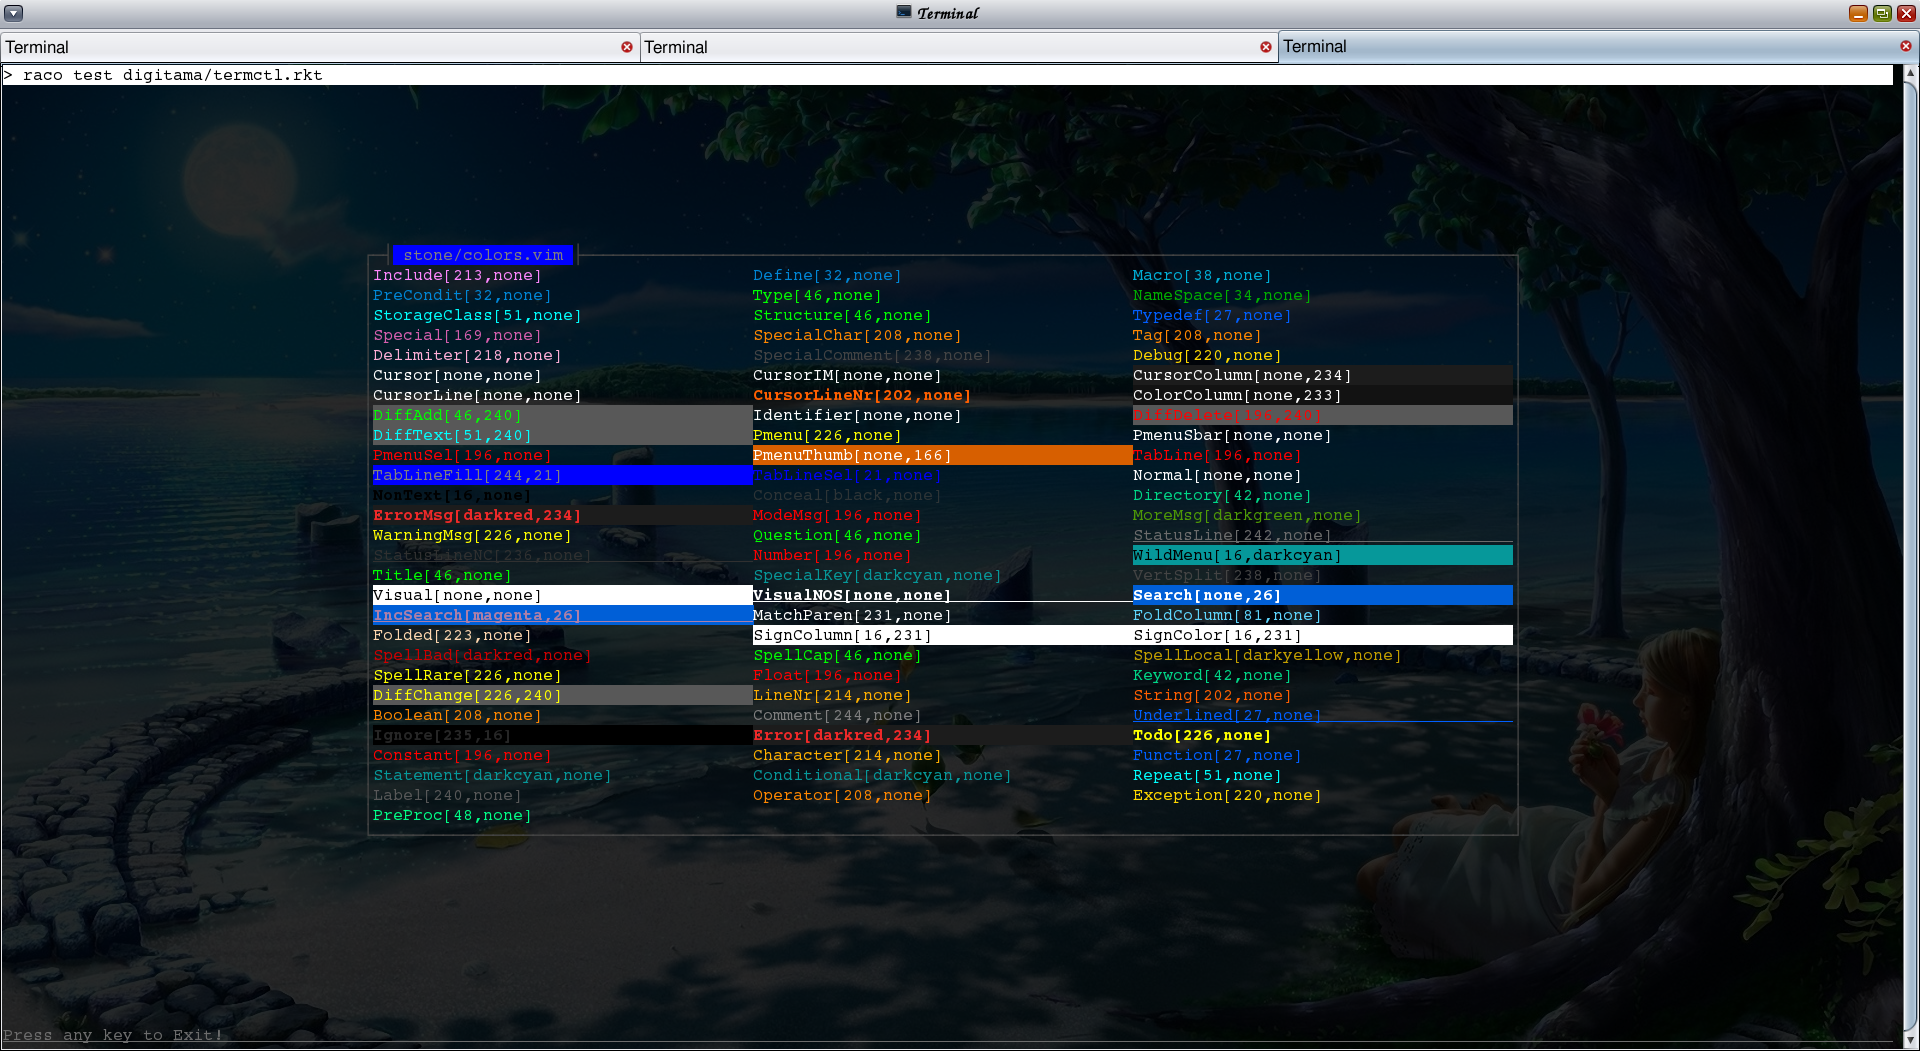 Terminal
Terminal Terminal Terminal
> raco test digitama/termctl.rkt
stone/colors.vim
Include[213,none] Define[32,none] Macro[38,none]
PreCondit[32,none] Type[46,none] NameSpace[34,none]
StorageClass[51,none] Structure[46,none] Typedef[27,none]
Special[169,none] SpecialChar[208,none] Tag[208,none]
Delimiter[218,none] SpecialComment[238,none] Debug[220,none]
Cursor[none,none] CursorIM[none,none] CursorColumn[none,234]
CursorLine[none,none] CursorLineNr[202,none] ColorColumn[none,233]
DiffAdd[46,240] Identifier[none,none] DiffDelete[196,240]
DiffText[51,240] Pmenu[226,none] PmenuSbar[none,none]
PmenuSel[196,none] PmenuThumb[none,166] TabLine[196,none]
TabLineFill[244,21] TabLineSel[21,none] Normal[none,none]
NonText[16,none] Conceal[black,none] Directory[42,none]
ErrorMsg[darkred,234] ModeMsg[196,none] MoreMsg[darkgreen,none]
WarningMsg[226,none] Question[46,none] StatusLine[242,none]
StatusLineNC[236,none] Number[196,none] WildMenu[16,darkcyan]
Title[46,none] SpecialKey[darkcyan,none] VertSplit[238,none]
Visual[none,none] VisualNOS[none,none] Search[none,26]
IncSearch[magenta,26] MatchParen[231,none] FoldColumn[81,none]
Folded[223,none] SignColumn[16,231] SignColor[16,231]
SpellBad[darkred,none] SpellCap[46,none] SpellLocal[darkyellow,none]
SpellRare[226,none] Float[196,none] Keyword[42,none]
DiffChange[226,240] LineNr[214,none] String[202,none]
Boolean[208,none] Comment[244,none] Underlined[27,none]
Ignore[235,16] Error[darkred,234] Todo[226,none]
Constant[196,none] Character[214,none] Function[27,none]
Statement[darkcyan,none] Conditional[darkcyan,none] Repeat[51,none]
Label[240,none] Operator[208,none] Exception[220,none]
PreProc[48,none]
Press any key to Exit!